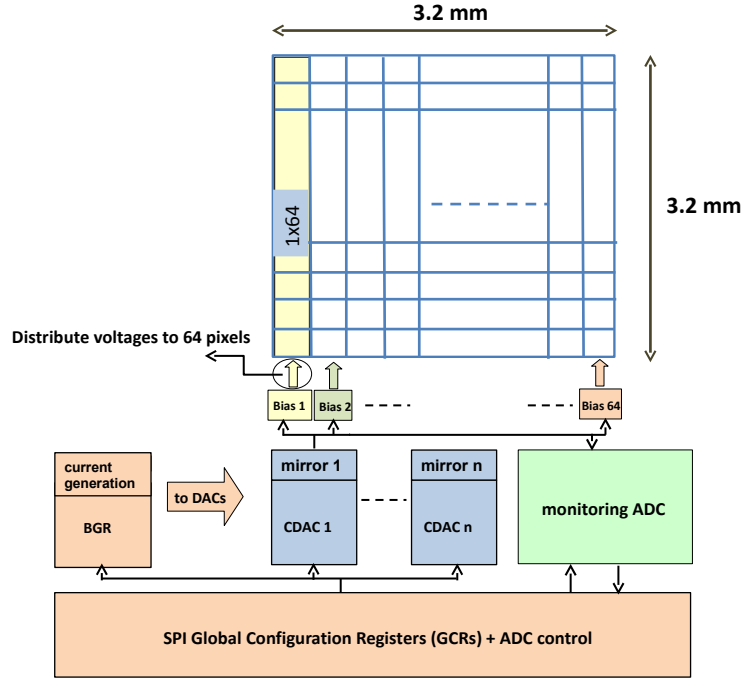 3.2 mm
3.2 mm
1x64
Distribute voltages to 64 pixels
Bias 1
Bias 2
Bias 64
current
generation
BGR
to DACs
mirror 1
CDAC 1
mirror n
CDAC n
monitoring ADC
SPI Global Configuration Registers (GCRs) + ADC control